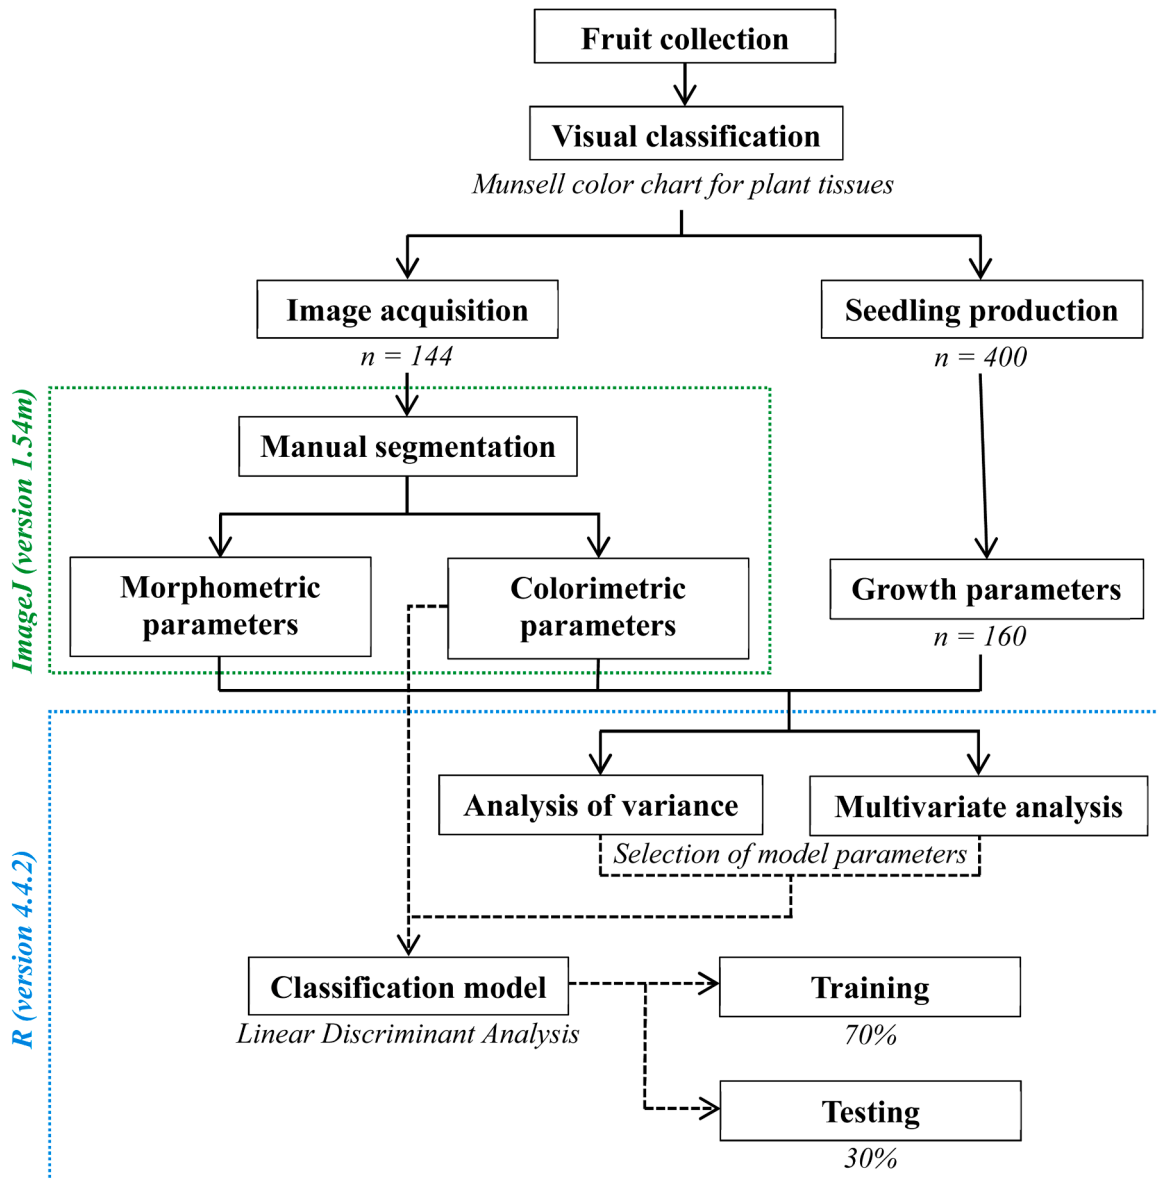 Fruit collection
Visual classification
Munsell color chart for plant tissues
Image acquisition
n = 144
Seedling production
n = 400
ImageJ (version 1.54m)
Manual segmentation
Morphometric
parameters
Colorimetric
parameters
Growth parameters
n = 160
R (version 4.4.2)
Analysis of variance
Multivariate analysis
Selection of model parameters
Classification model
Linear Discriminant Analysis
Training
70%
Testing
30%